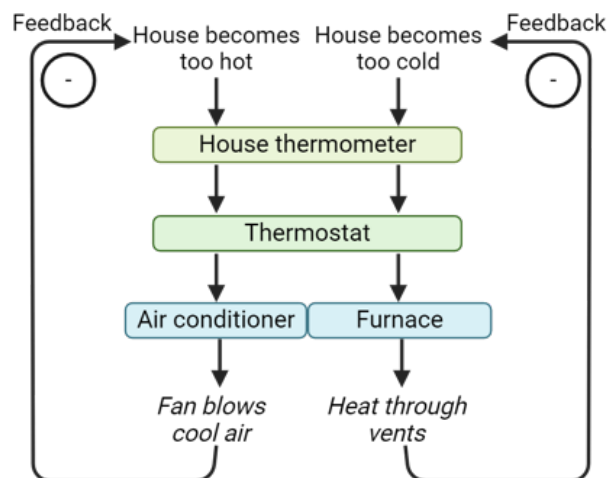 Feedback
Feedback
House becomes
too hot
House becomes
too cold
-
-
House thermometer
Thermostat
Air conditioner
Furnace
Fan blows
cool air
Heat through
vents